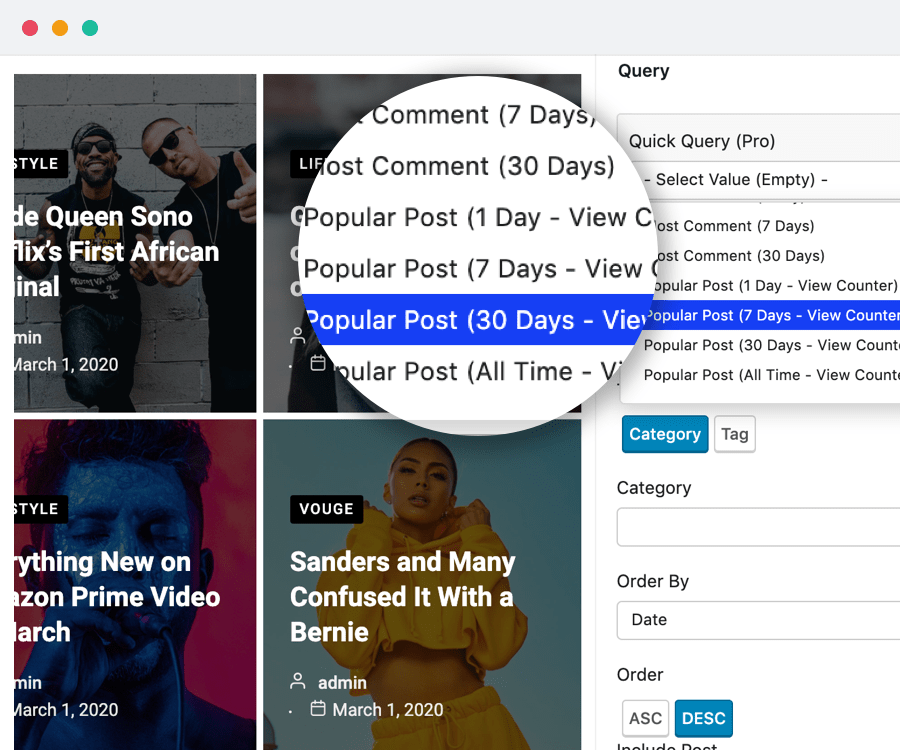 STYLE
de Queen Sono
flix's First African
inal
min
March 1, 2020
LIF
Comment (7 Days)
ost Comment (30 Days)
Popular Post (1 Day - View C
Popular Post (7 Days - View
Popular Post (30 Days - View
pular Post (All Time - Vi
STYLE
rything New on
azon Prime Video
March
min
March 1, 2020
VOUGE
Sanders and Many
Confused It With a
Bernie
admin
March 1, 2020
Query
Quick Query (Pro)
- Select Value (Empty) -
ost Comment (7 Days)
ost Comment (30 Days)
opular Post (1 Day - View Counter)
Popular Post (7 Days - View Counter
Popular Post (30 Days - View Counte
Popular Post (All Time - View Counte
Category
Tag
Category
Order By
Date
Order
ASC
DESC
Include Post